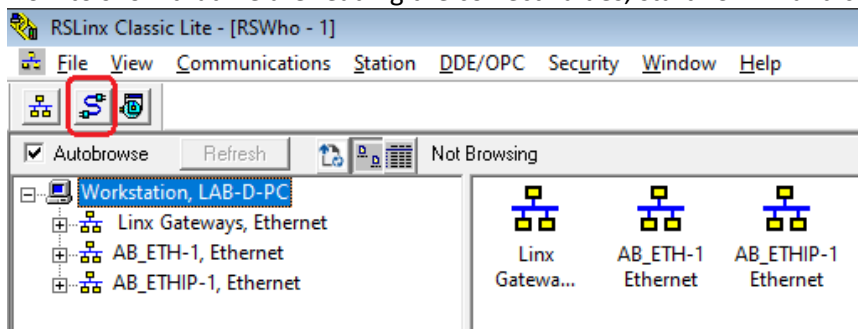 RSLinx Classic Lite - [RSWho - 1]
File View Communications Station DDE/OPC Security Window Help
Autobrowse Refresh Not Browsing
Workstation, LAB-D-PC
Linx Gateways, Ethernet
AB_ETH-1, Ethernet
AB_ETHIP-1, Ethernet
Linx Gatewa...
AB_ETH-1 Ethernet
AB_ETHIP-1 Ethernet